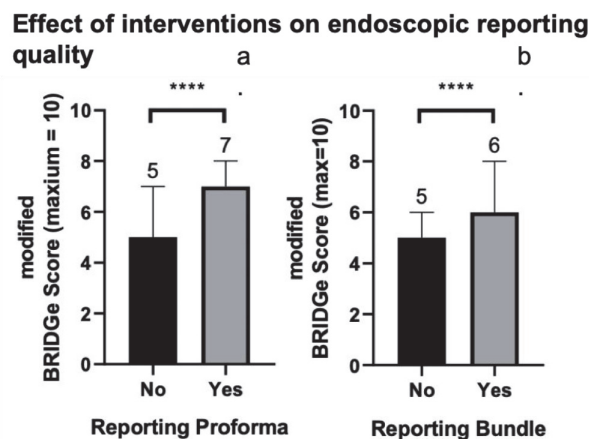 Effect of interventions on endoscopic reporting
quality
a
b
****
****
modified
BRIDGe Score (maxium = 10)
10
8
6
4
2
0
5
7
No
Yes
Reporting Proforma
modified
BRIDGe Score (max=10)
10
8
6
4
2
0
5
6
No
Yes
Reporting Bundle